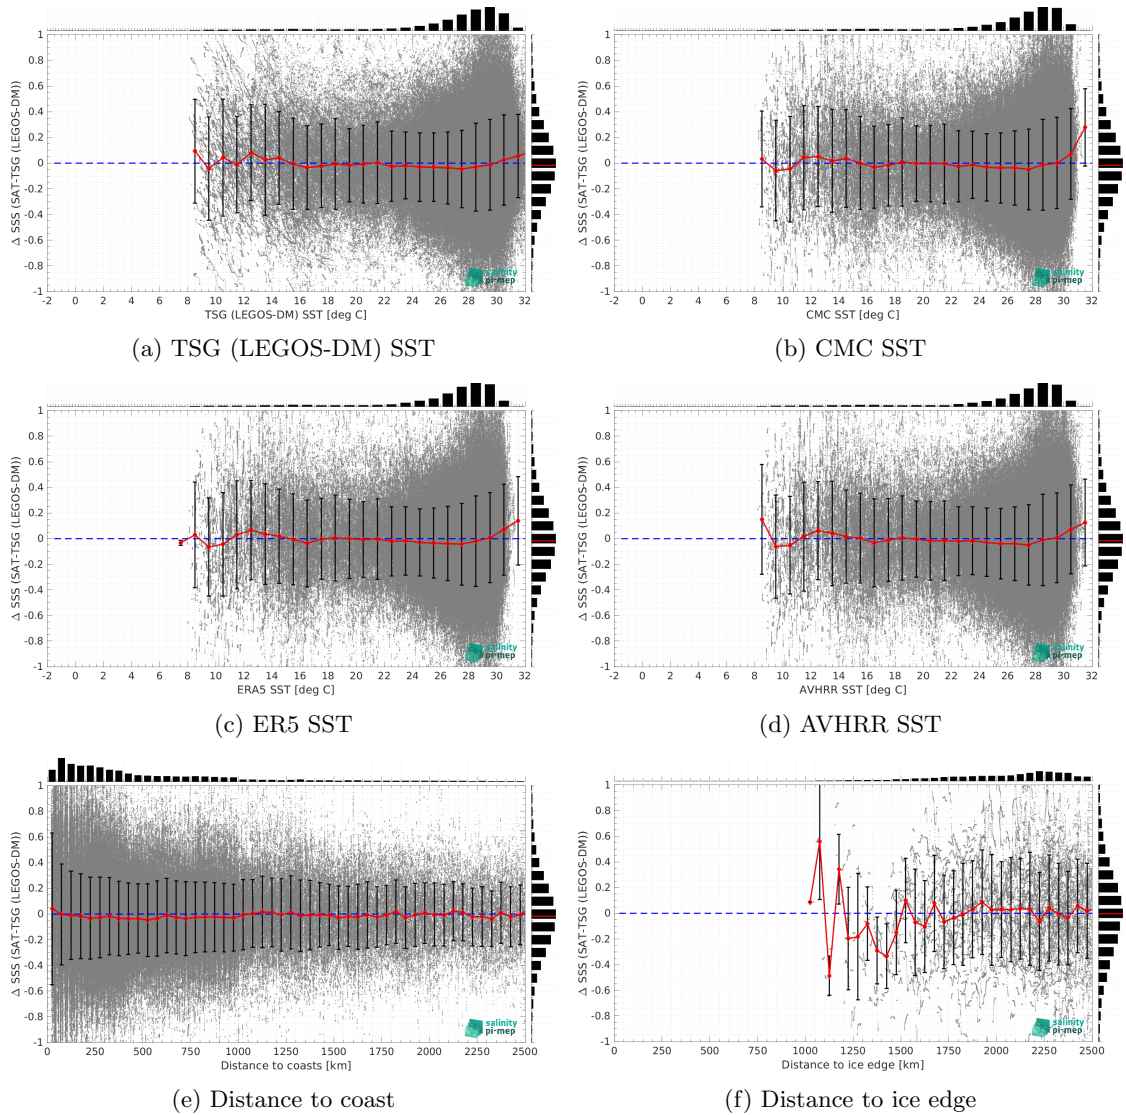 1
0.8
0.6
0.4
0.2
0
-0.2
-0.4
-0.6
-0.8
-1
Δ SSS (SAT-TSG (LEGOS-DM))
salinity
pi-mep
-2 0 2 4 6 8 10 12 14 16 18 20 22 24 26 28 30 32
TSG (LEGOS-DM) SST [deg C]
(a) TSG (LEGOS-DM) SST
1
0.8
0.6
0.4
0.2
0
-0.2
-0.4
-0.6
-0.8
-1
Δ SSS (SAT-TSG (LEGOS-DM))
salinity
pi-mep
-2 0 2 4 6 8 10 12 14 16 18 20 22 24 26 28 30 32
CMC SST [deg C]
(b) CMC SST
1
0.8
0.6
0.4
0.2
0
-0.2
-0.4
-0.6
-0.8
-1
Δ SSS (SAT-TSG (LEGOS-DM))
salinity
pi-mep
-2 0 2 4 6 8 10 12 14 16 18 20 22 24 26 28 30 32
ERA5 SST [deg C]
(c) ER5 SST
1
0.8
0.6
0.4
0.2
0
-0.2
-0.4
-0.6
-0.8
-1
Δ SSS (SAT-TSG (LEGOS-DM))
salinity
pi-mep
-2 0 2 4 6 8 10 12 14 16 18 20 22 24 26 28 30 32
AVHRR SST [deg C]
(d) AVHRR SST
1
0.8
0.6
0.4
0.2
0
-0.2
-0.4
-0.6
-0.8
-1
Δ SSS (SAT-TSG (LEGOS-DM))
salinity
pi-mep
0 250 500 750 1000 1250 1500 1750 2000 2250 2500
Distance to coasts [km]
(e) Distance to coast
1
0.8
0.6
0.4
0.2
0
-0.2
-0.4
-0.6
-0.8
-1
Δ SSS (SAT-TSG (LEGOS-DM))
salinity
pi-mep
0 250 500 750 1000 1250 1500 1750 2000 2250 2500
Distance to ice edge [km]
(f) Distance to ice edge